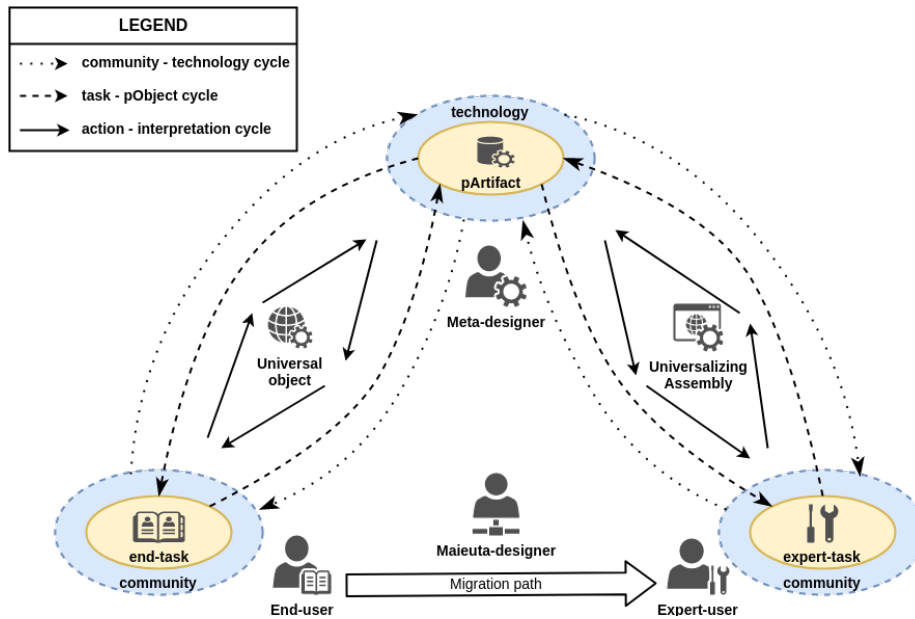 LEGEND
community - technology cycle
task - pObject cycle
action - interpretation cycle
technology
pArtifact
Meta-designer
Universal
object
Universalizing
Assembly
end-task
community
Maieuta-designer
expert-task
community
Migration path
End-user
Expert-user